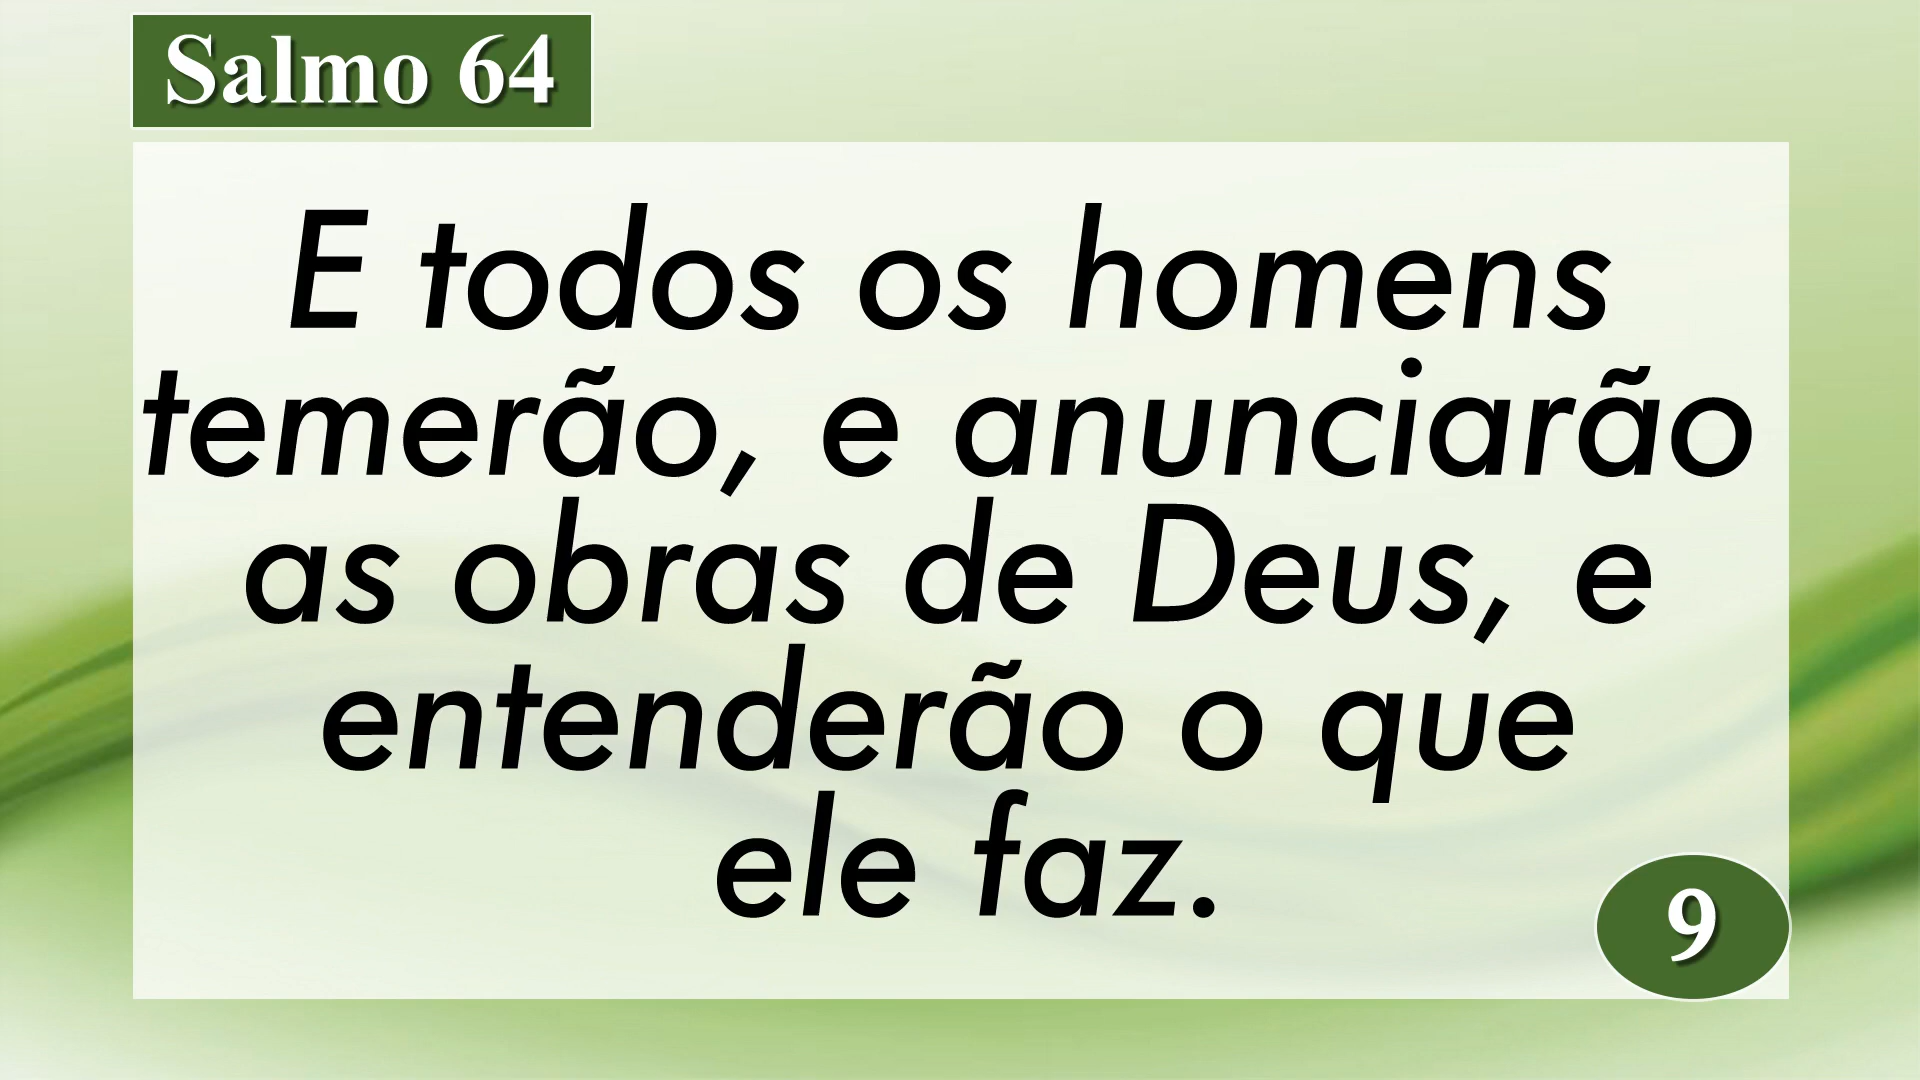 Salmo 64
E todos os homens
temerão, e anunciarão
as obras de Deus, e
entenderão o que
ele faz.
9